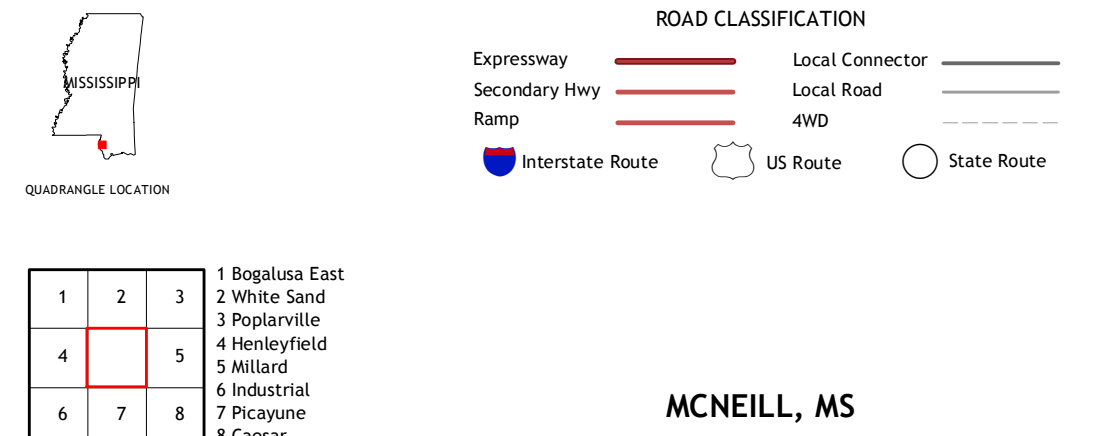 ROAD CLASSIFICATION
Expressway
Local Connector
Secondary Hwy
Local Road
Ramp
4WD
Interstate Route
US Route
State Route
MISSISSIPPI
QUADRANGLE LOCATION
1 2 3
4 5
6 7 8
1 Bogalusa East
2 White Sand
3 Poplarville
4 Henleyfield
5 Millard
6 Industrial
7 Picayune
8 Caesar
MCNEILL, MS